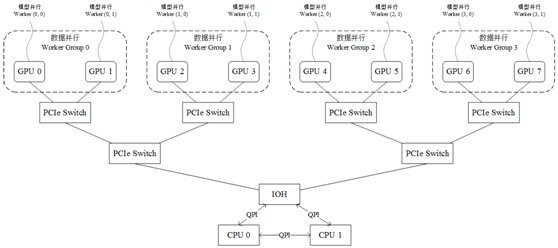 模型并行 模型并行 模型并行 模型并行 模型并行 模型并行 模型并行 模型并行
Worker (0, 0) Worker (0, 1) Worker (1, 0) Worker (1, 1) Worker (2, 0) Worker (2, 1) Worker (3, 0) Worker (3, 1)
数据并行 数据并行 数据并行 数据并行
Worker Group 0 Worker Group 1 Worker Group 2 Worker Group 3
GPU 0 GPU 1 GPU 2 GPU 3 GPU 4 GPU 5 GPU 6 GPU 7
PCIe Switch PCIe Switch PCIe Switch PCIe Switch
PCIe Switch PCIe Switch
IOH
QPI QPI
CPU 0 QPI CPU 1